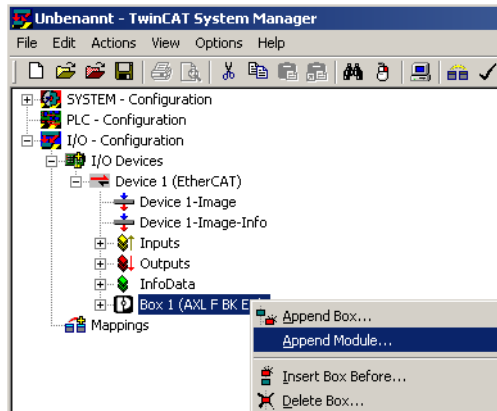 Unbenannt - TwinCAT System Manager
File Edit Actions View Options Help
SYSTEM - Configuration
PLC - Configuration
I/O - Configuration
I/O Devices
Device 1 (EtherCAT)
Device 1-Image
Device 1-Image-Info
Inputs
Outputs
InfoData
Box 1 (AXL F BK E
Mappings
Append Box...
Append Module...
Insert Box Before...
Delete Box...